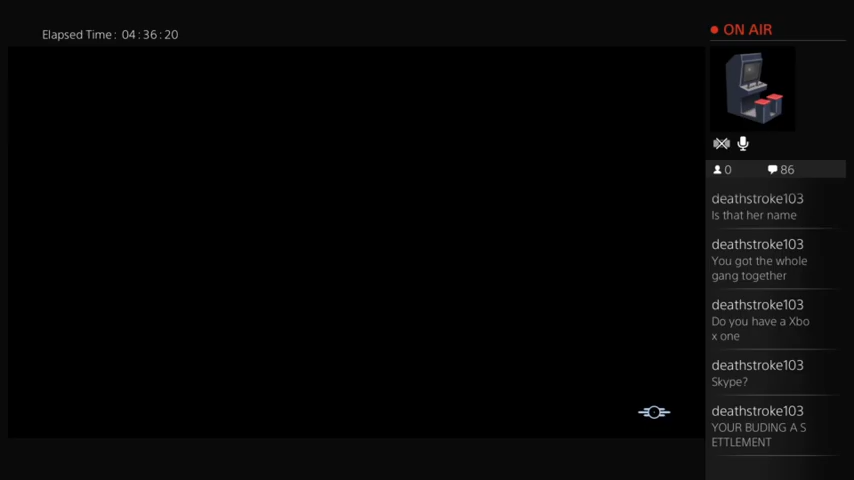 Elapsed Time: 04:36:20
ON AIR
0 86
deathstroke103
Is that her name
deathstroke103
You got the whole
gang together
deathstroke103
Do you have a Xbo
x one
deathstroke103
Skype?
deathstroke103
YOUR BUDING A S
ETTLEMENT